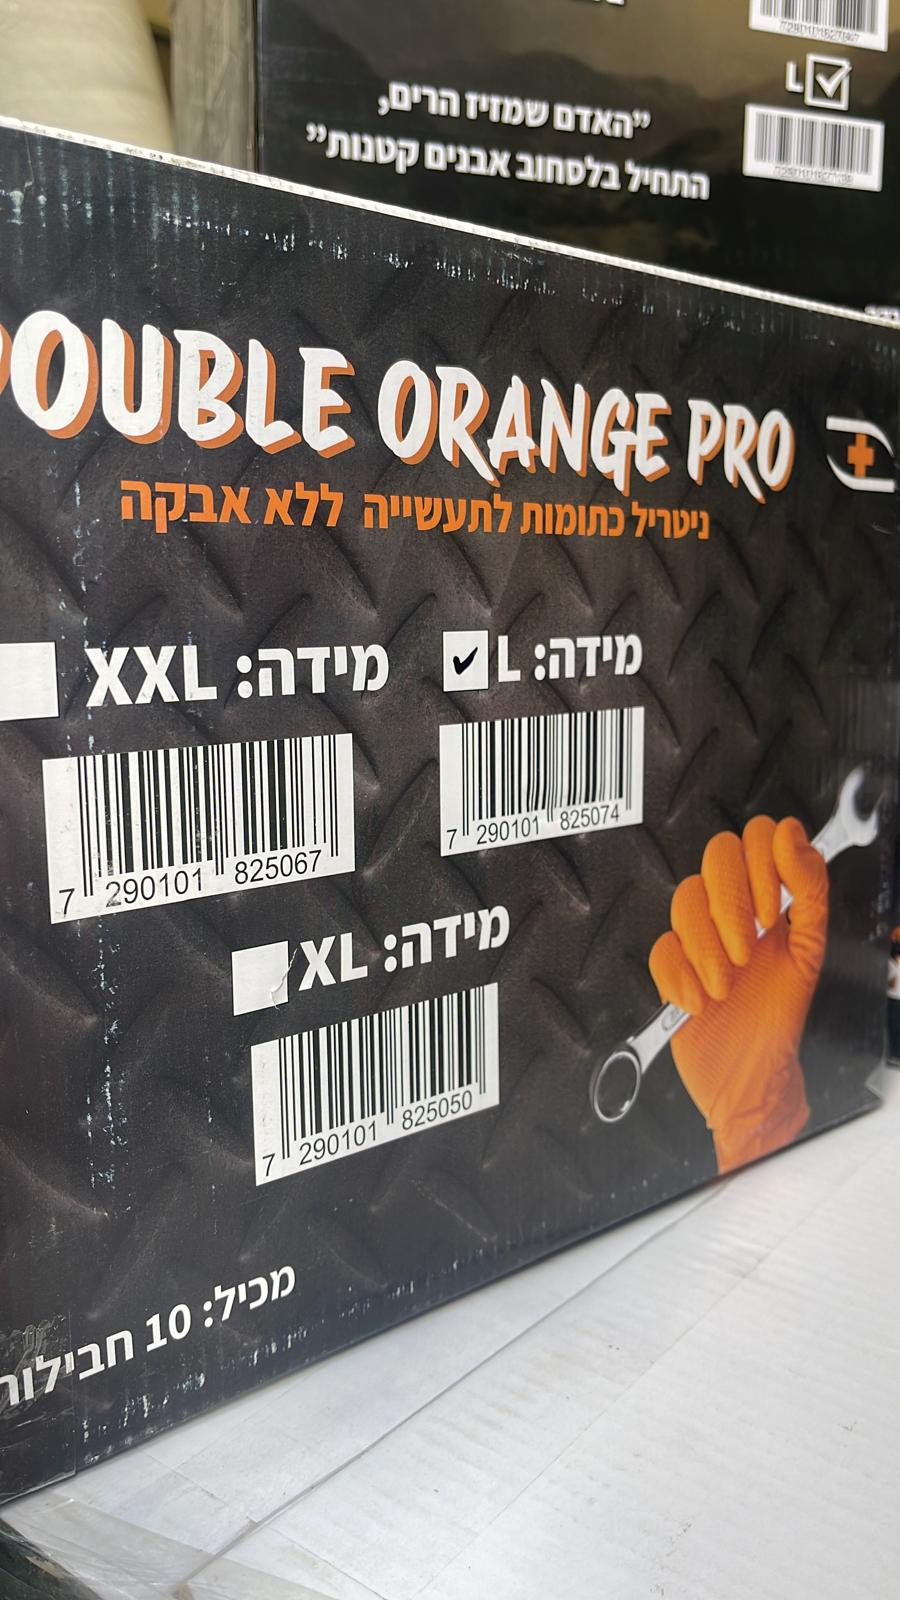 L
"האדם שמזיז הרים,
התחיל בלסחוב אבנים קטנות"
DOUBLE ORANGE PRO
ניטריל כתומות לתעשייה ללא אבקה
מידה: L
7 290101 825074
מידה: XXL
7 290101 825067
מידה: XL
7 290101 825050
מכיל: 10 חבילות